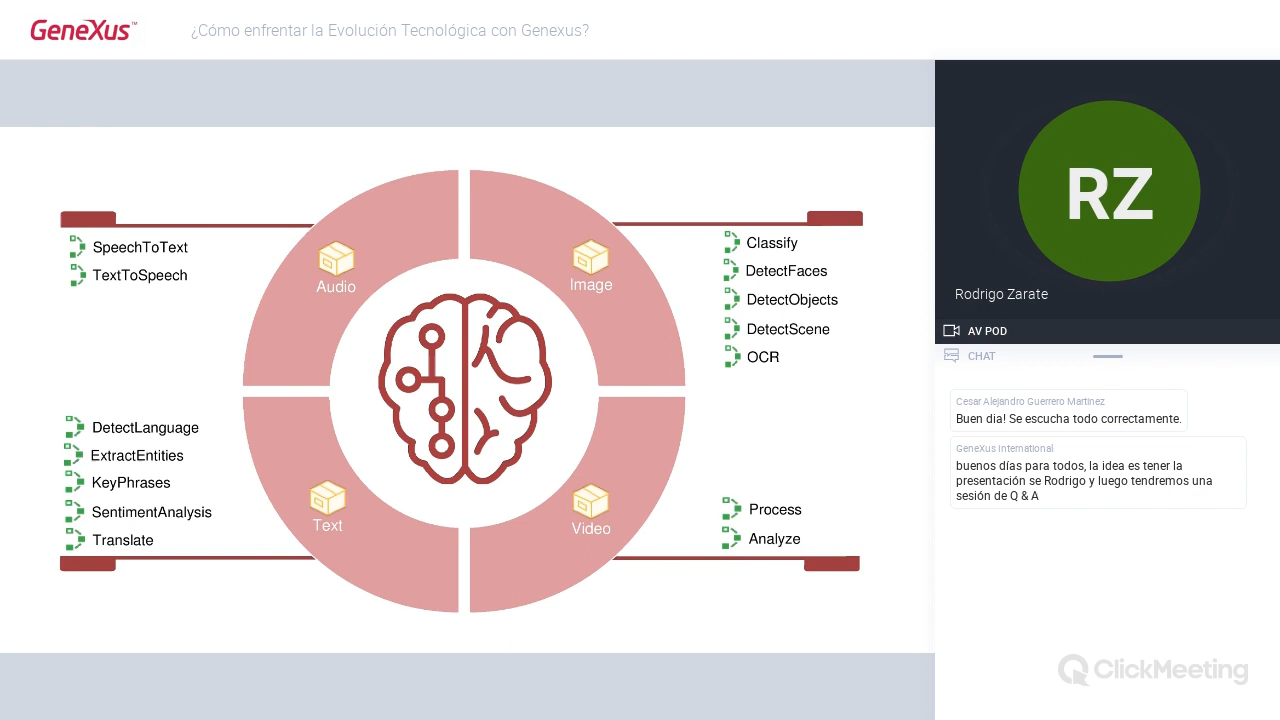 GeneXus™
¿Cómo enfrentar la Evolución Tecnológica con Genexus?
SpeechToText
TextToSpeech
Audio
Image
Classify
DetectFaces
DetectObjects
DetectScene
OCR
DetectLanguage
ExtractEntities
KeyPhrases
SentimentAnalysis
Translate
Text
Video
Process
Analyze
RZ
Rodrigo Zarate
AV POD
CHAT
Cesar Alejandro Guerrero Martinez
Buen dia! Se escucha todo correctamente.
GeneXus International
buenos días para todos, la idea es tener la
presentación se Rodrigo y luego tendremos una
sesión de Q & A
ClickMeeting